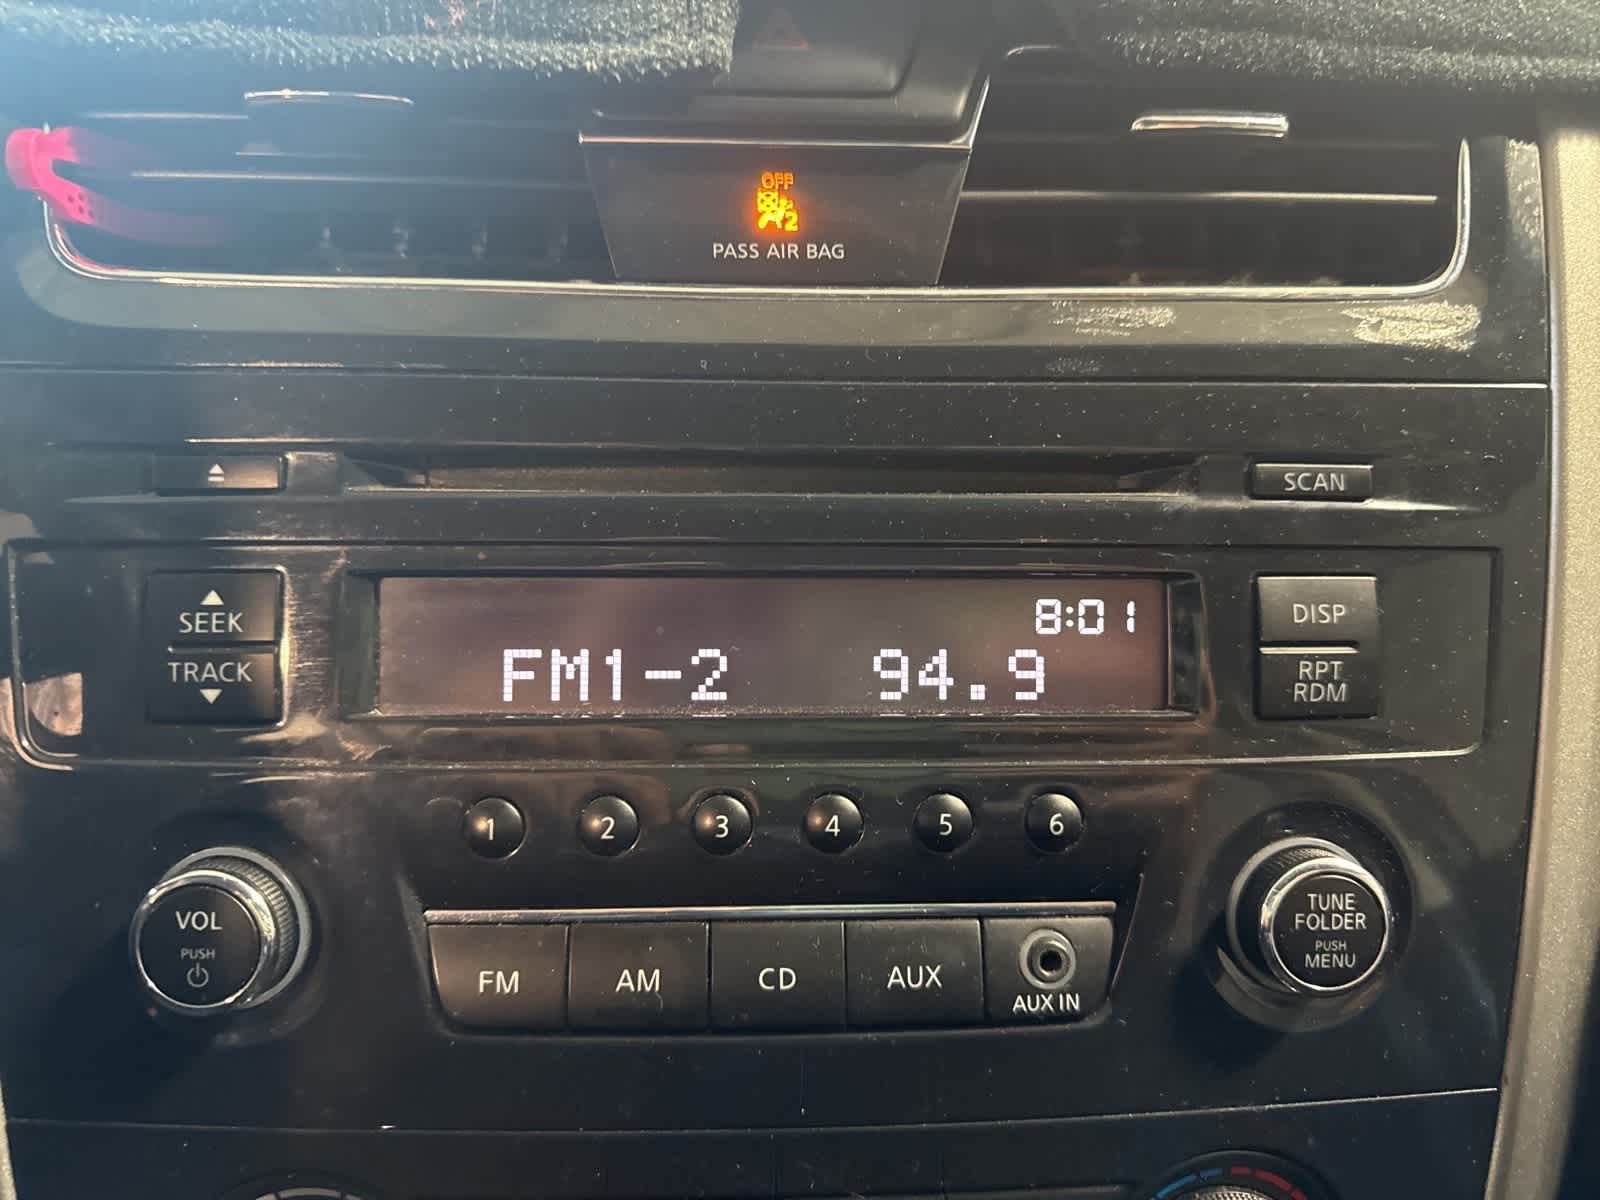 OFF
2
PASS AIR BAG
SCAN
SEEK
TRACK
8:01
FM1-2 94.9
DISP
RPT
RDM
1 2 3 4 5 6
VOL
PUSH
FM AM CD AUX
AUX IN
TUNE
FOLDER
PUSH
MENU